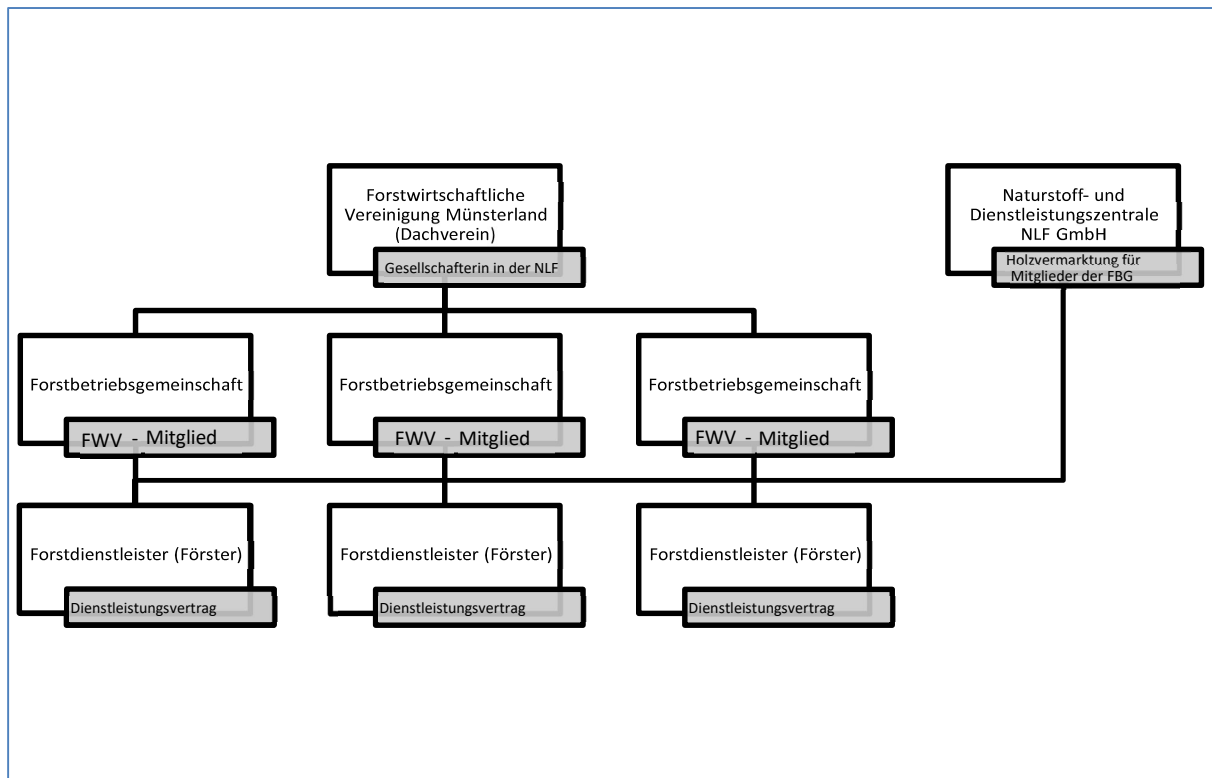 Forstwirtschaftliche
Vereinigung Münsterland
(Dachverein)
Gesellschafterin in der NLF
Naturstoff- und
Dienstleistungszentrale
NLF GmbH
Holzvermarktung für
Mitglieder der FBG
Forstbetriebsgemeinschaft
FWV - Mitglied
Forstbetriebsgemeinschaft
FWV - Mitglied
Forstbetriebsgemeinschaft
FWV - Mitglied
Forstdienstleister (Förster)
Dienstleistungsvertrag
Forstdienstleister (Förster)
Dienstleistungsvertrag
Forstdienstleister (Förster)
Dienstleistungsvertrag